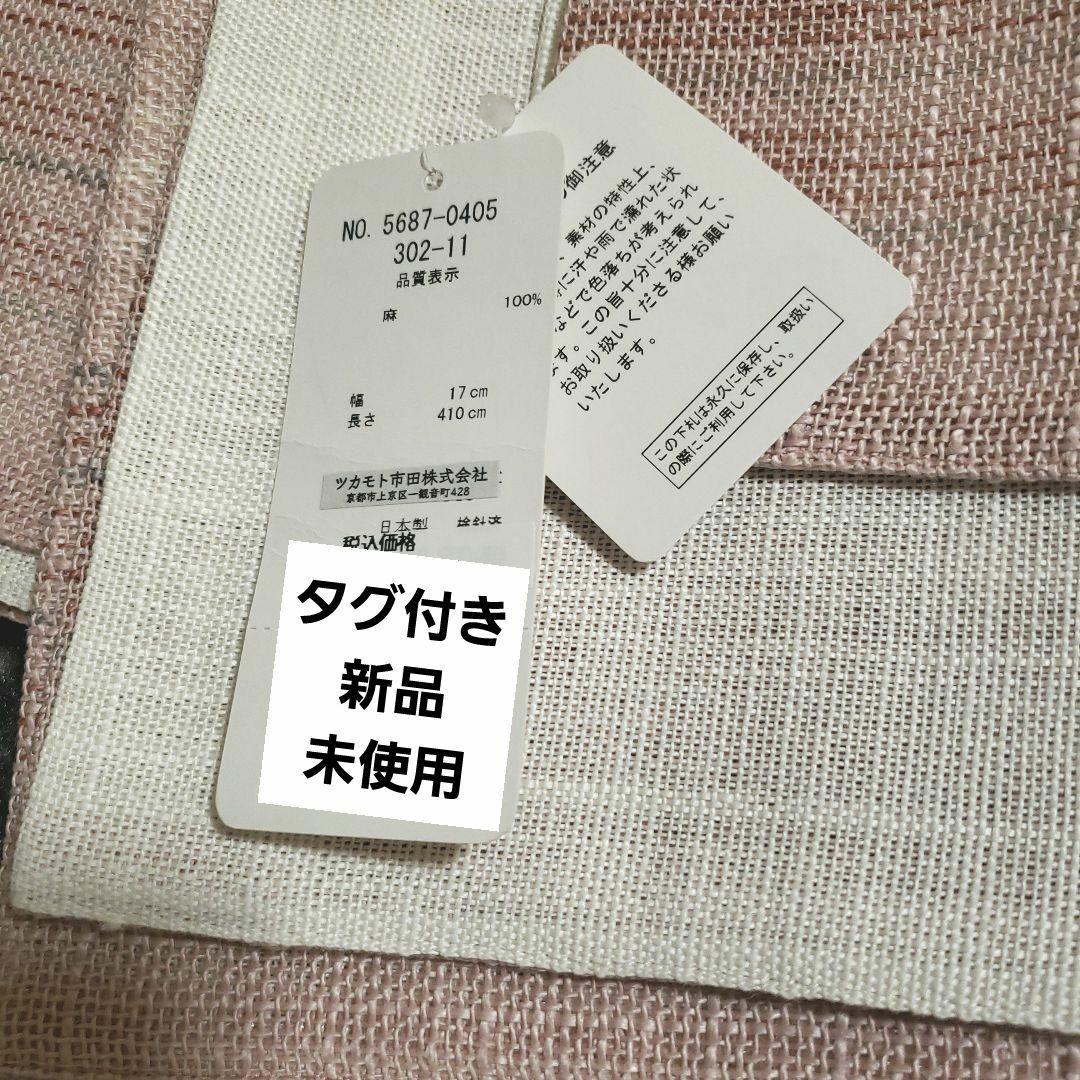 NO. 5687-0405
302-11
品質表示
麻 100%
幅 17cm
長さ 410cm
ツカモト市田株式会社
京都市上京区一観音町428
日本製 検針済
税込価格
タグ付き
新品
未使用
御注意
、素材の特性上、
に汗や雨で濡れた状
などで色落ちが考えられ
ます。この旨十分に注意して、
お取り扱いくださる様お願い
いたします。
この下札は永久に保存し、取扱い
の際にご利用して下さい。